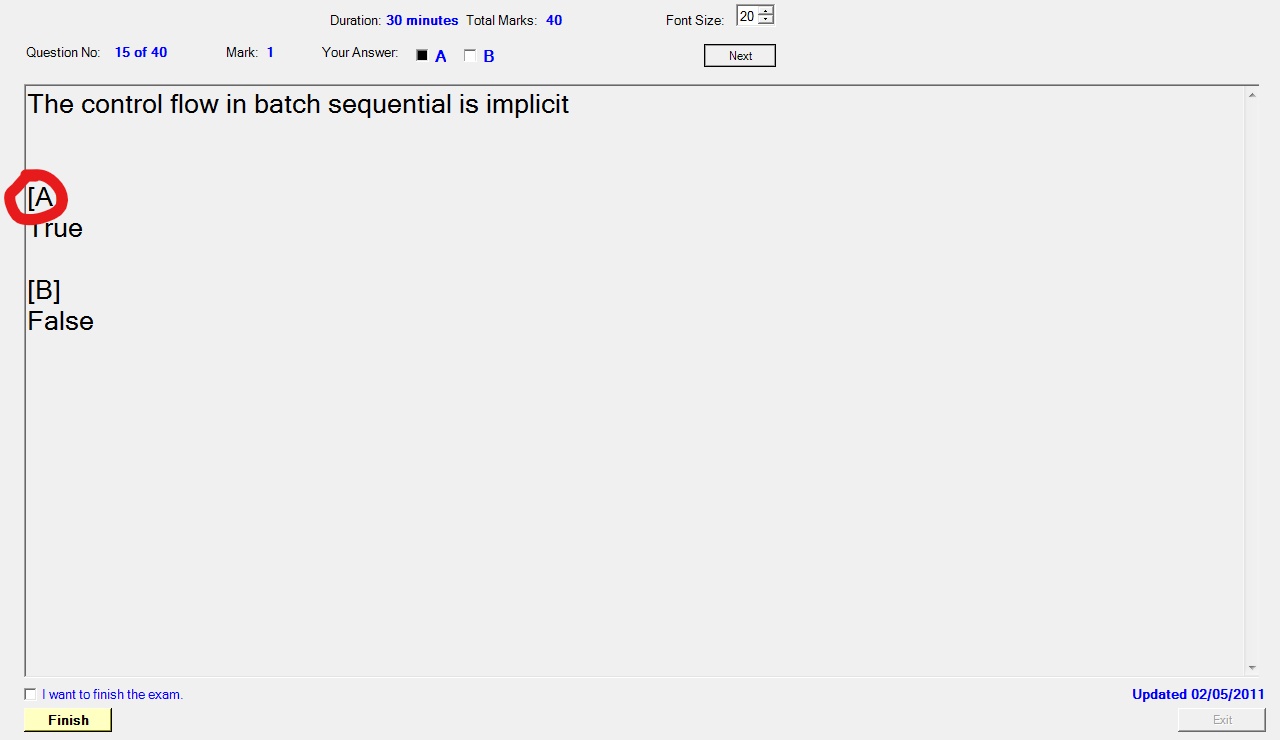 Duration: 30 minutes Total Marks: 40 Font Size: 20
Question No: 15 of 40 Mark: 1 Your Answer: A B Next
The control flow in batch sequential is implicit
[A
True
[B]
False
I want to finish the exam.
Updated 02/05/2011
Finish
Exit